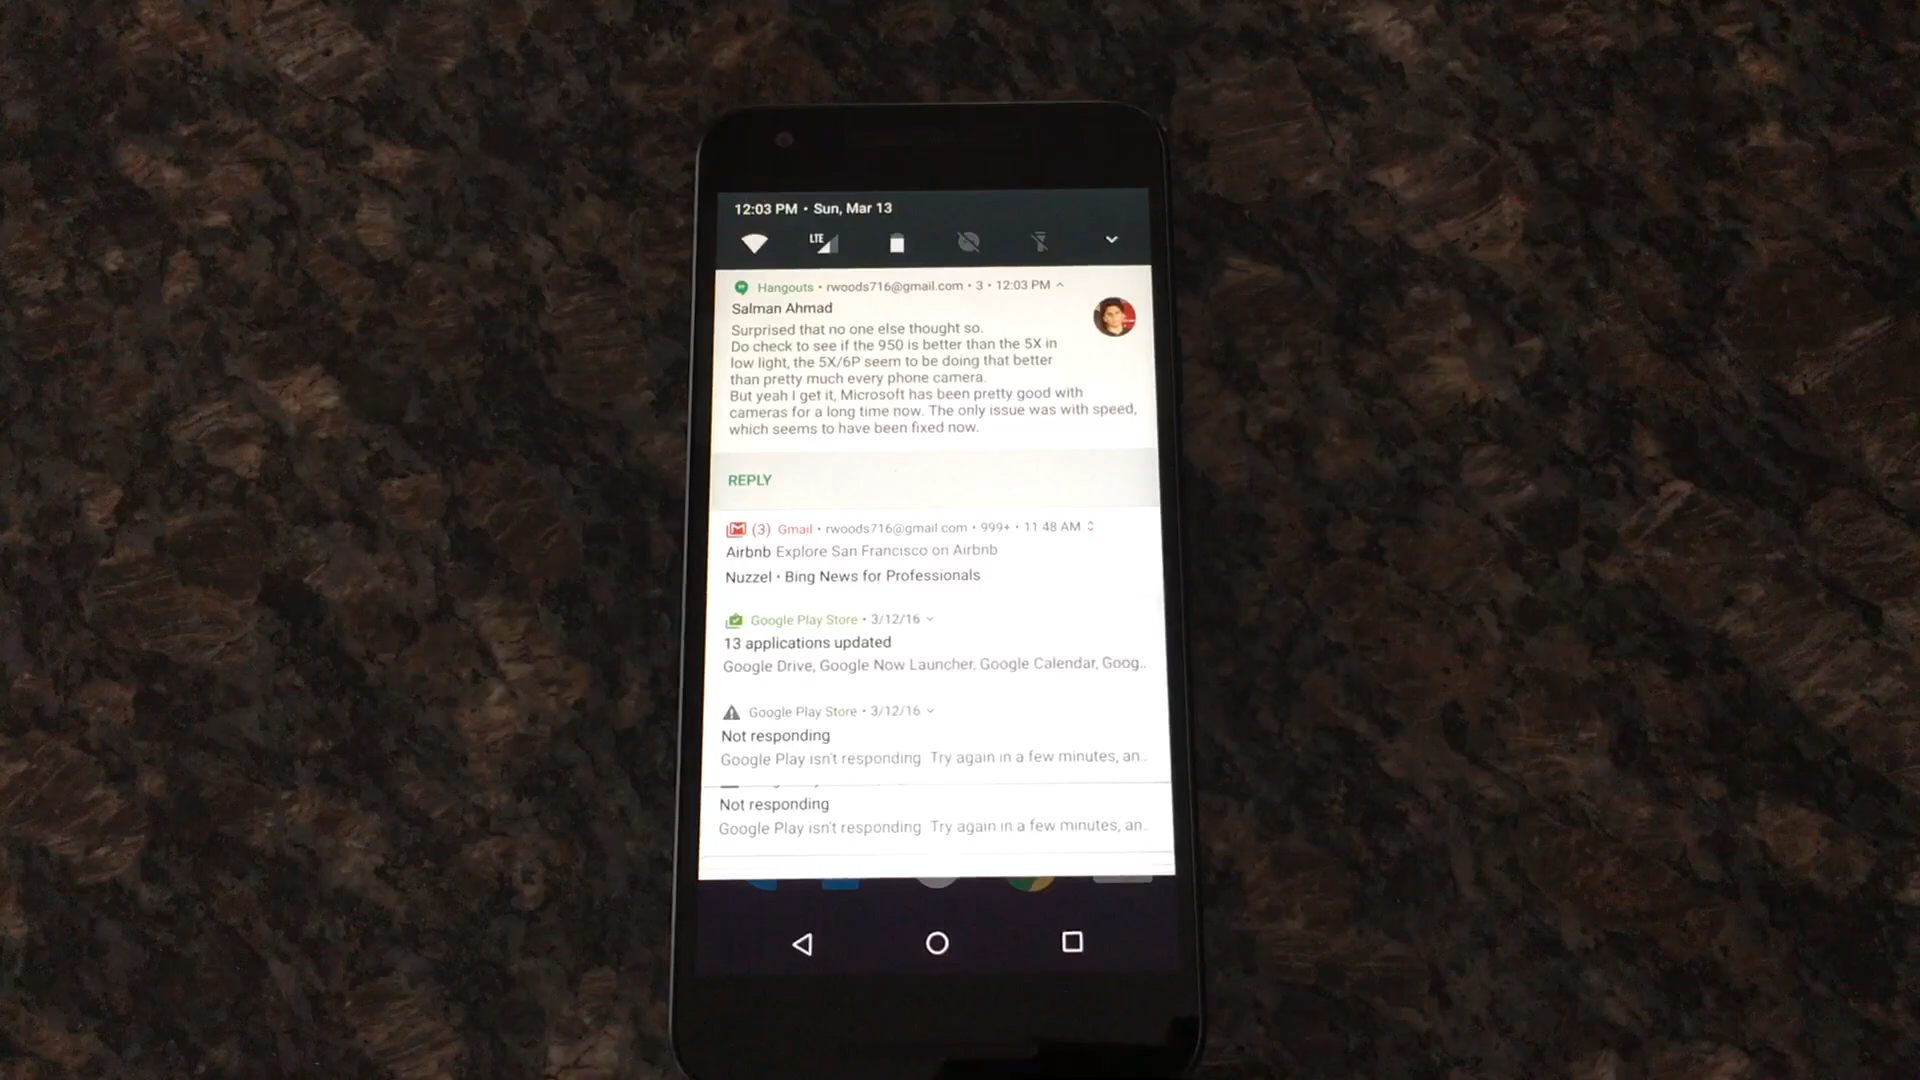 12:03 PM • Sun, Mar 13
LTE
Hangouts • rwoods716@gmail.com • 3 • 12:03 PM
Salman Ahmad
Surprised that no one else thought so.
Do check to see if the 950 is better than the 5X in
low light, the 5X/6P seem to be doing that better
than pretty much every phone camera.
But yeah I get it, Microsoft has been pretty good with
cameras for a long time now. The only issue was with speed,
which seems to have been fixed now.
REPLY
(3) Gmail • rwoods716@gmail.com • 999+ • 11:48 AM
Airbnb Explore San Francisco on Airbnb
Nuzzel • Bing News for Professionals
Google Play Store • 3/12/16
13 applications updated
Google Drive, Google Now Launcher, Google Calendar, Goog..
Google Play Store • 3/12/16
Not responding
Google Play isn't responding Try again in a few minutes, an..
Not responding
Google Play isn't responding Try again in a few minutes, an..